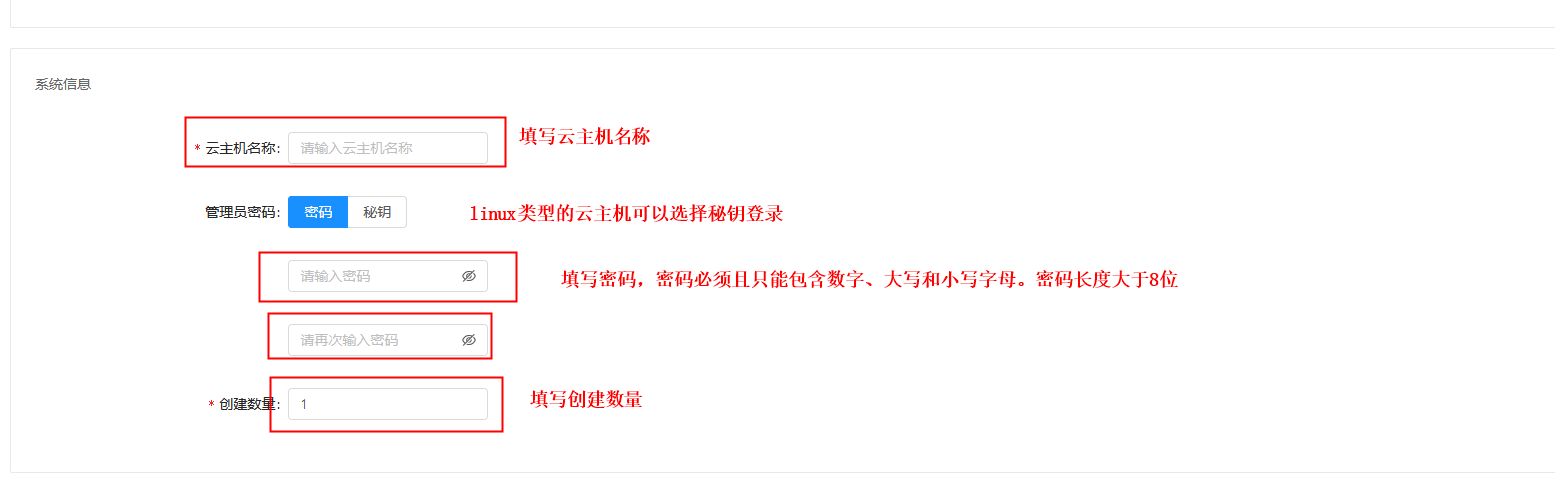 系统信息
* 云主机名称: 请输入云主机名称 填写云主机名称
管理员密码: 密码 秘钥 linux类型的云主机可以选择秘钥登录
请输入密码 填写密码，密码必须且只能包含数字、大写和小写字母。密码长度大于8位
请再次输入密码
* 创建数量: 1 填写创建数量